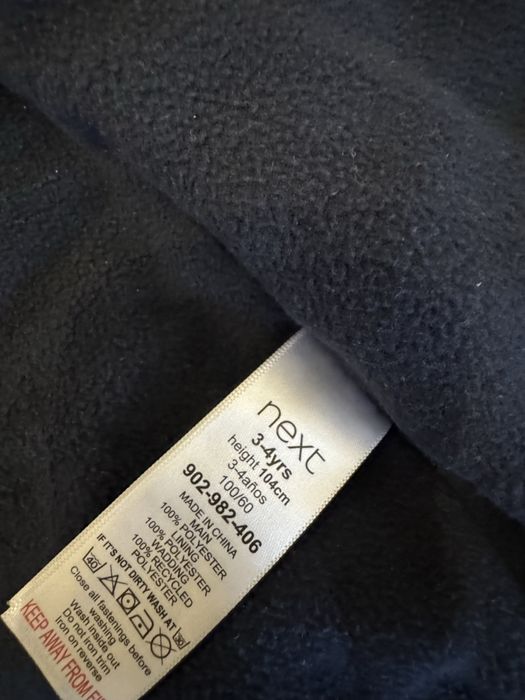 next
3-4yrs
height 104cm
3-4años
100/60
902-982-406
MADE IN CHINA
MAIN
100% POLYESTER
LINING
100% POLYESTER
WADDING
100% RECYCLED
POLYESTER
IF IT'S NOT DIRTY WASH AT 30
40
Close all fastenings before
washing
Wash inside out
Do not iron trim
Iron on reverse
KEEP AWAY FROM